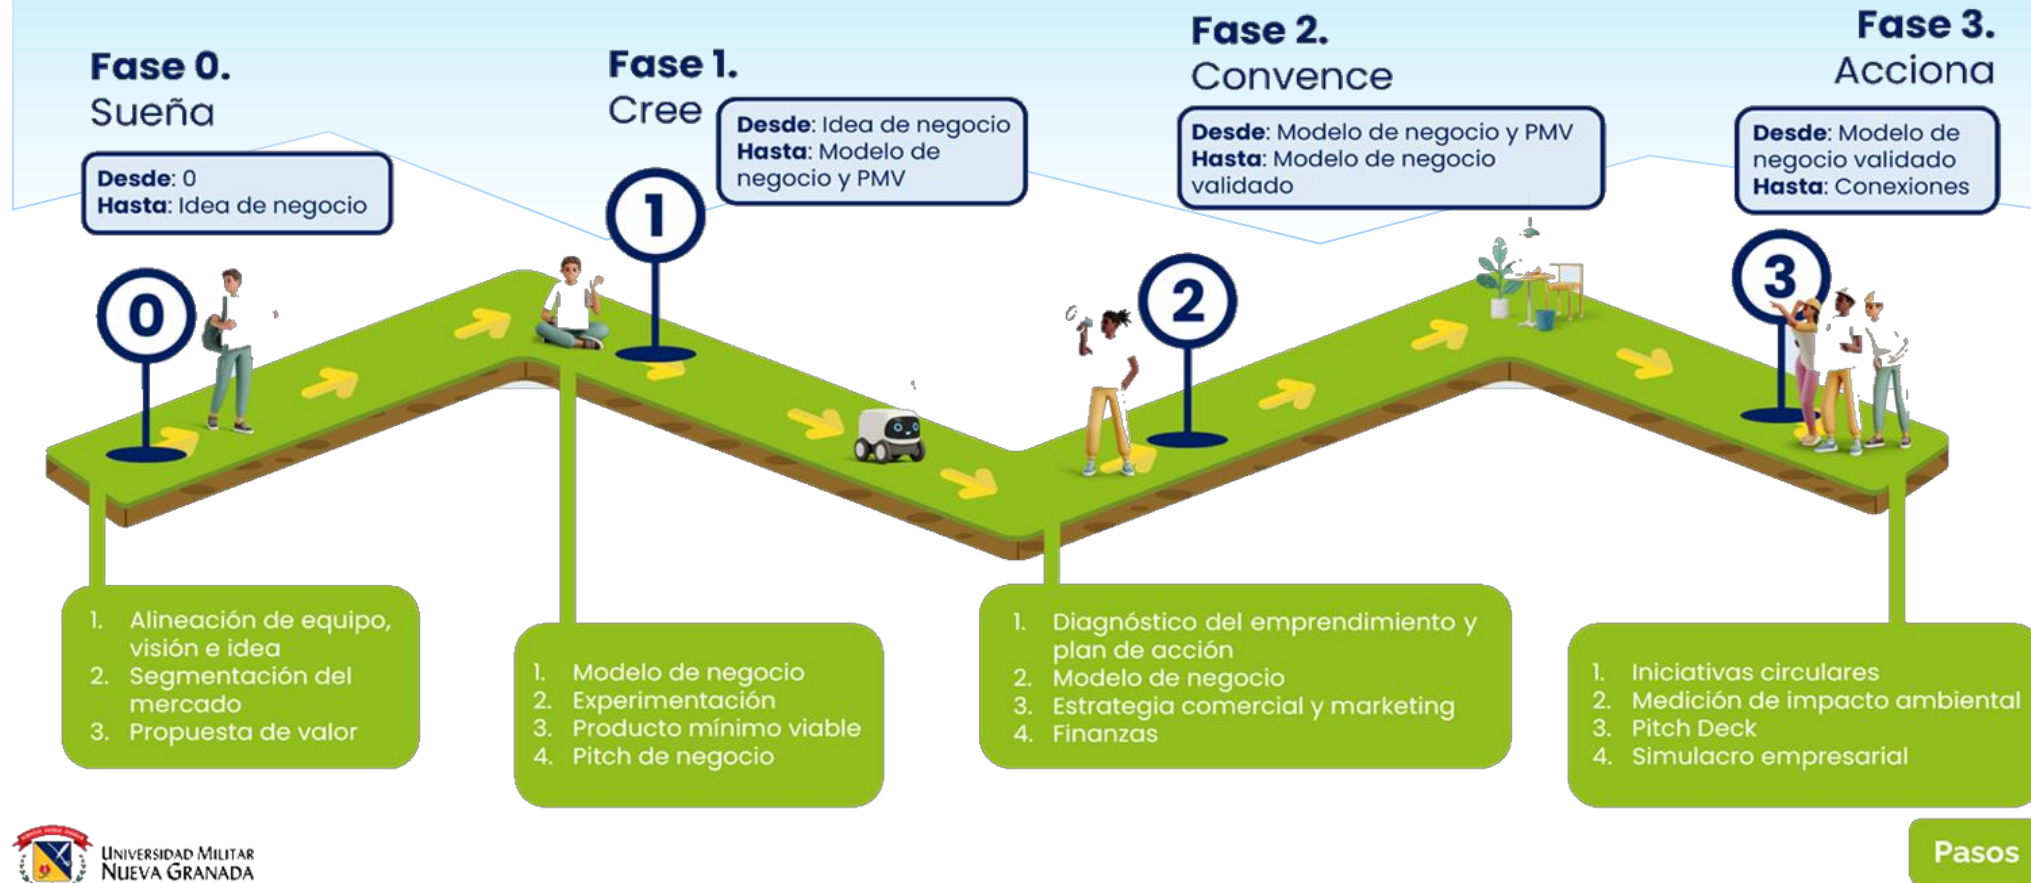 Fase 0.
Sueña
Desde: 0
Hasta: Idea de negocio
0
1. Alineación de equipo,
visión e idea
2. Segmentación del
mercado
3. Propuesta de valor
Fase 1.
Cree
Desde: Idea de negocio
Hasta: Modelo de
negocio y PMV
1
1. Modelo de negocio
2. Experimentación
3. Producto mínimo viable
4. Pitch de negocio
Fase 2.
Convence
Desde: Modelo de negocio y PMV
Hasta: Modelo de negocio
validado
2
1. Diagnóstico del emprendimiento y
plan de acción
2. Modelo de negocio
3. Estrategia comercial y marketing
4. Finanzas
Fase 3.
Acciona
Desde: Modelo de
negocio validado
Hasta: Conexiones
3
1. Iniciativas circulares
2. Medición de impacto ambiental
3. Pitch Deck
4. Simulacro empresarial
UNIVERSIDAD MILITAR
NUEVA GRANADA
Pasos